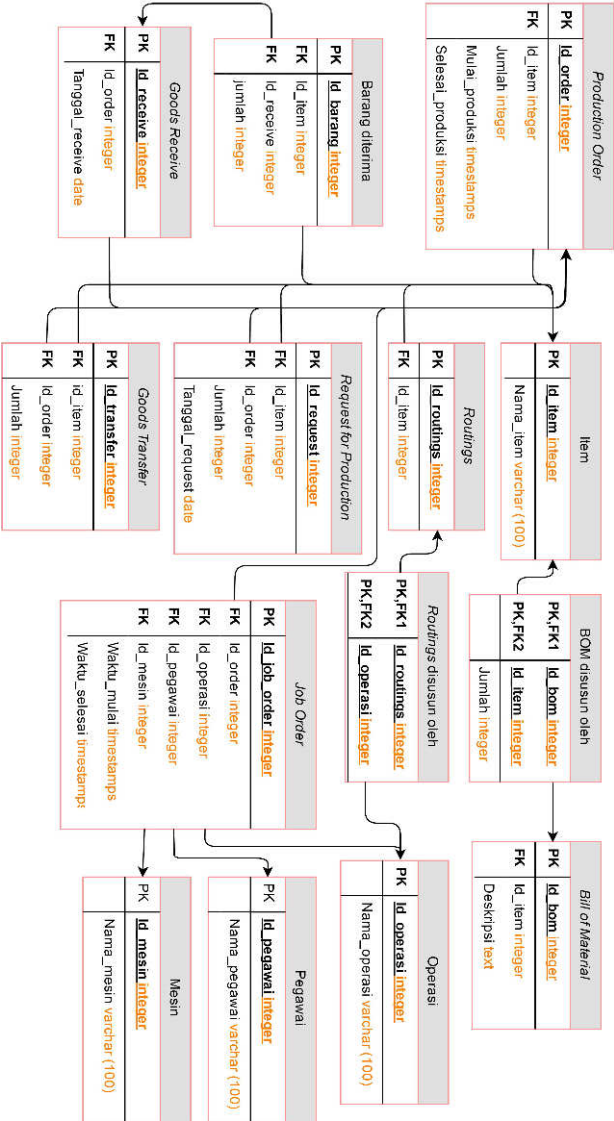 Production Order
PK Id_order integer
FK Id_item integer
Jumlah integer
Mulai_produksi timestamps
Selesai_produksi timestamps
Barang diterima
PK Id_barang integer
FK Id_item integer
FK Id_receive integer
jumlah integer
Goods Receive
PK Id_receive integer
FK Id_order integer
Tanggal_receive date
Item
PK Id_item integer
Nama_item varchar (100)
Routings
PK Id_routings integer
FK Id_item integer
Request for Production
PK Id_request integer
FK Id_item integer
FK Id_order integer
Jumlah integer
Tanggal_request date
Goods Transfer
PK Id_transfer integer
FK id_item integer
FK Id_order integer
Jumlah integer
BOM disusun oleh
PK,FK1 Id_bom integer
PK,FK2 Id_item integer
Jumlah integer
Routings disusun oleh
PK,FK1 Id_routings integer
PK,FK2 Id_operasi integer
Job Order
PK Id_job_order integer
FK Id_order integer
FK Id_operasi integer
FK Id_pegawai integer
FK Id_mesin integer
Waktu_mulai timestamps
Waktu_selesai timestamps
Bill of Material
PK Id_bom integer
FK Id_item integer
Deskripsi text
Operasi
PK Id_operasi integer
Nama_operasi varchar (100)
Pegawai
PK Id_pegawai integer
Nama_pegawai varchar (100)
Mesin
PK Id_mesin integer
Nama_mesin varchar (100)